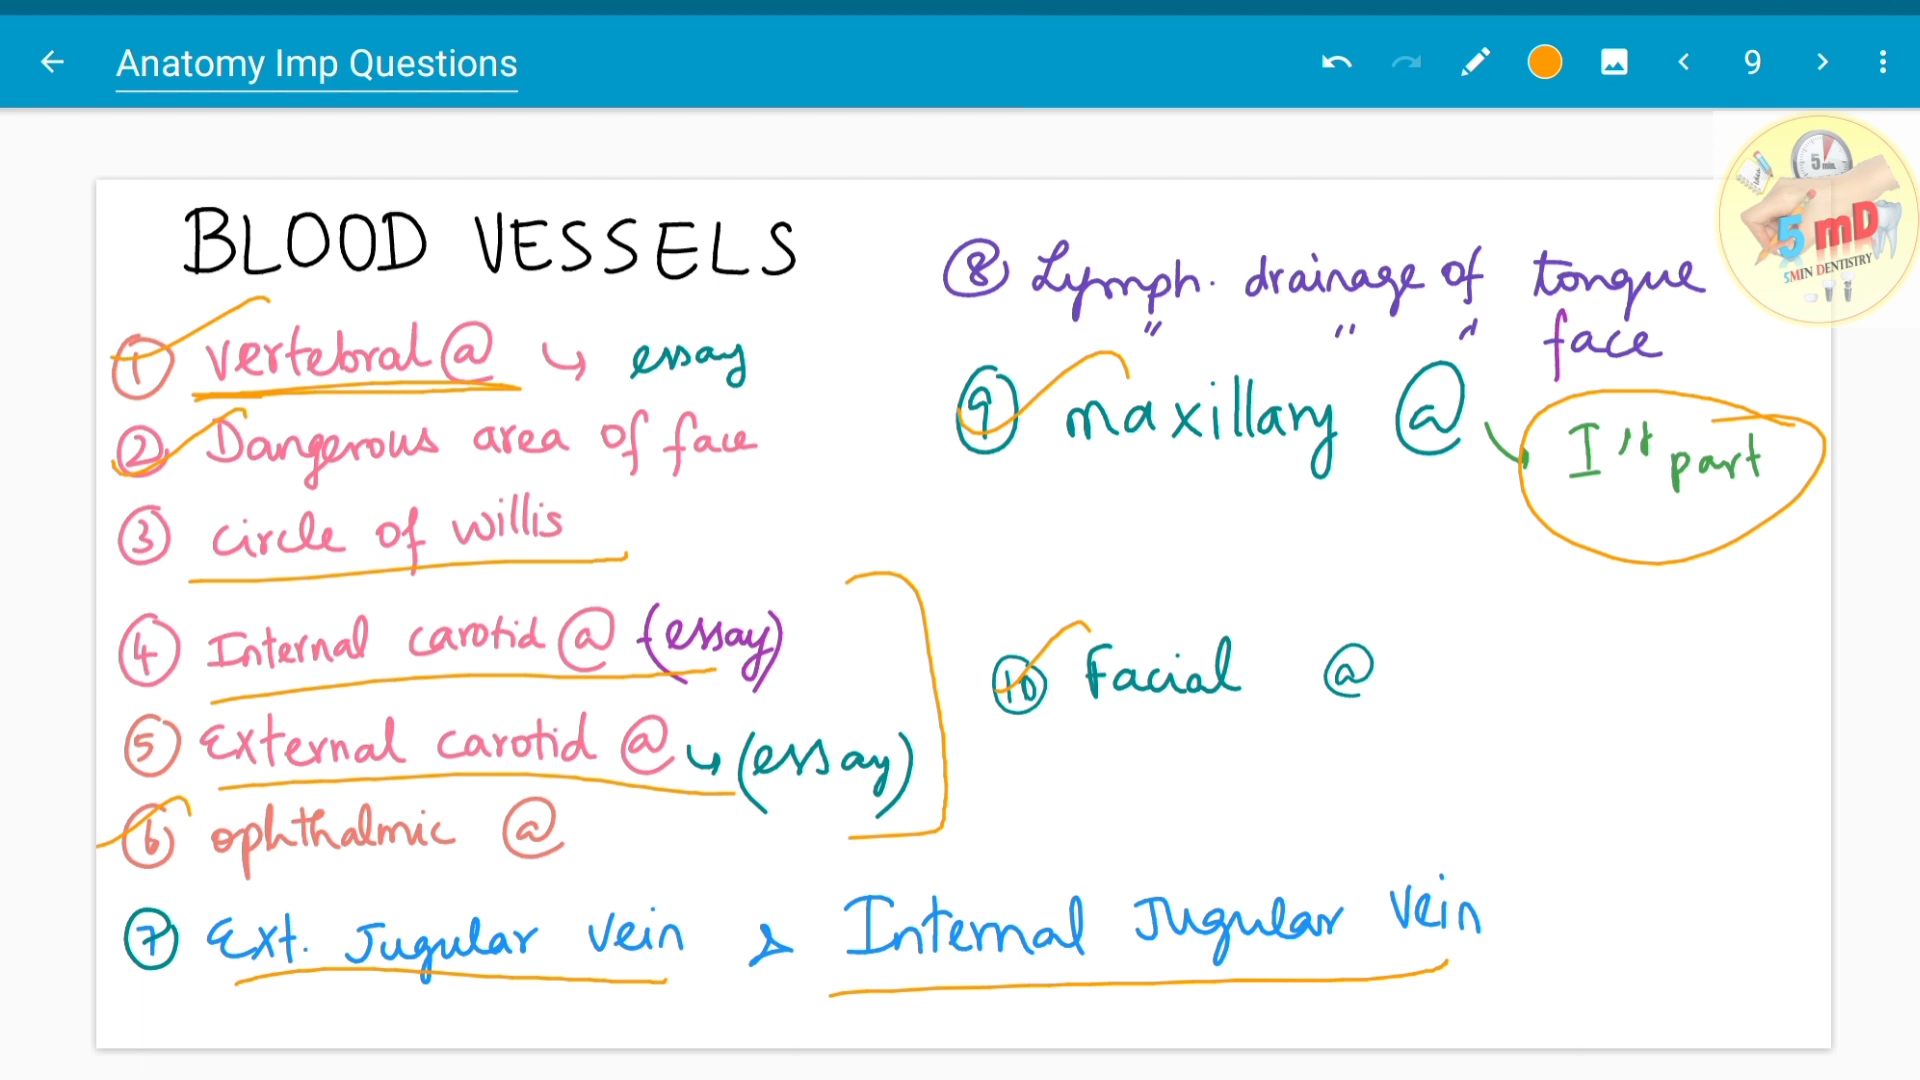 Anatomy Imp Questions
9
5 min
5 mD
5MIN DENTISTRY
BLOOD VESSELS
① Vertebral @ ↳ essay
② Dangerous area of face
③ circle of willis
④ Internal carotid @ (essay)
⑤ External carotid @ ↳ (essay)
⑥ ophthalmic @
⑦ Ext. Jugular vein & Internal Jugular Vein
⑧ Lymph. drainage of tongue
" " " face
⑨ maxillary @ ↘ Ist part
⑩ Facial @